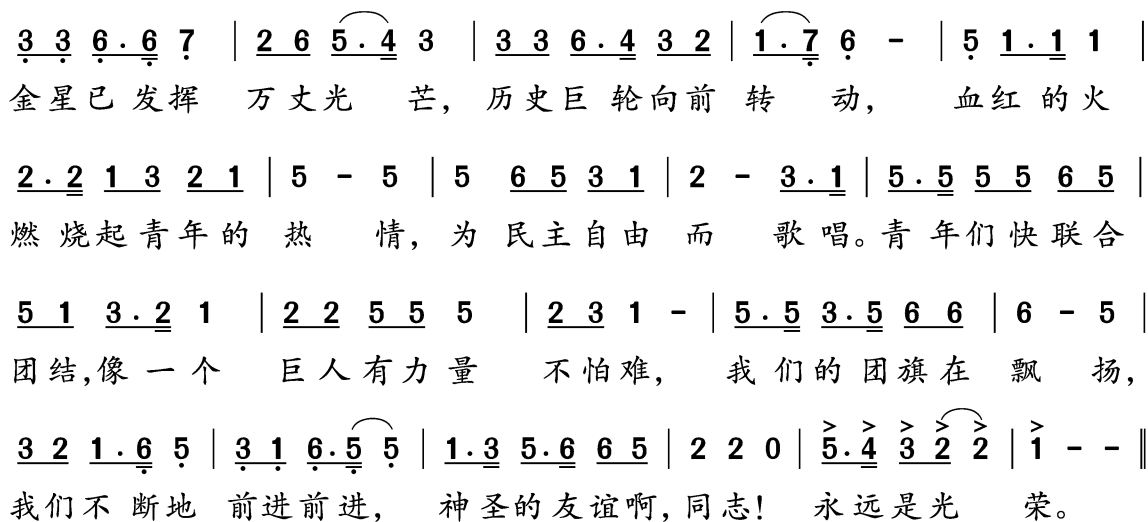 3 3 6 . 6 7 | 2 6 5 . 4 3 | 3 3 6 . 4 3 2 | 1 . 7 6 - | 5 1 . 1 1 |
金星已发挥 万丈光 芒，历史巨轮向前转 动， 血红的火
2 . 2 1 3 2 1 | 5 - 5 | 5 6 5 3 1 | 2 - 3 . 1 | 5 . 5 5 5 6 5 |
燃烧起青年的 热 情，为 民主自由 而 歌唱。青年们快联合
5 1 3 . 2 1 | 2 2 5 5 5 | 2 3 1 - | 5 . 5 3 . 5 6 6 | 6 - 5 |
团结，像一个 巨人有力量 不怕难， 我们的团旗在 飘 扬，
3 2 1 . 6 5 | 3 1 6 . 5 5 | 1 . 3 5 . 6 6 5 | 2 2 0 | 5 . 4 3 2 2 | 1 - - ‖
我们不断地 前进前进， 神圣的友谊啊，同志！ 永远是光 荣。